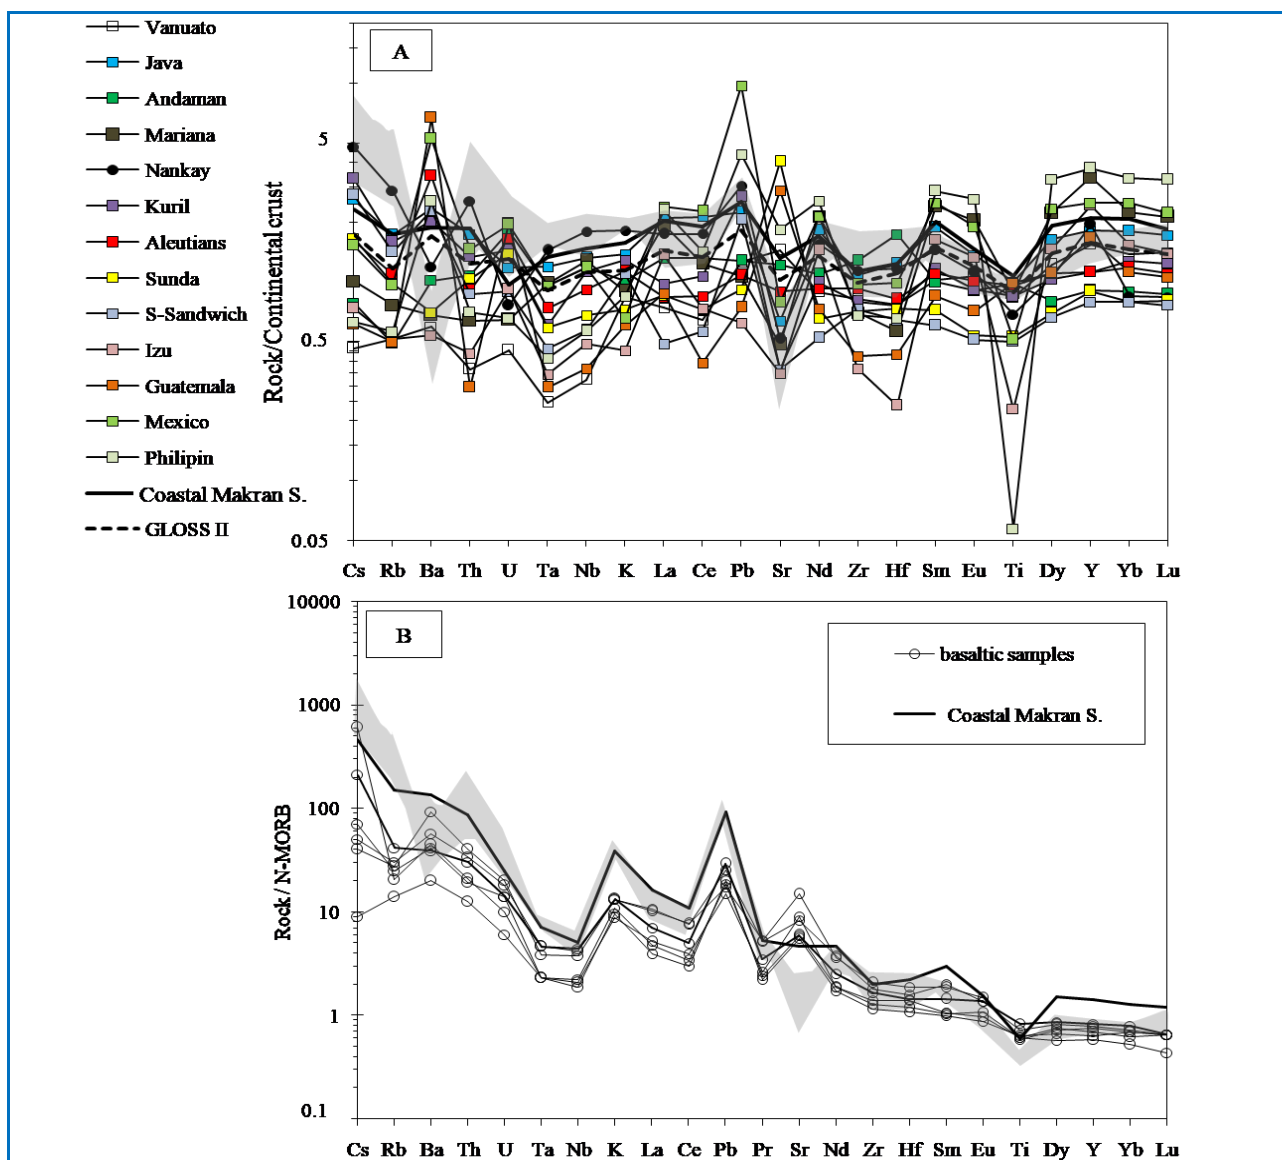 Vanuato
Java
Andaman
Mariana
Nankay
Kuril
Aleutians
Sunda
S-Sandwich
Izu
Guatemala
Mexico
Philipin
Coastal Makran S.
GLOSS II
A
Rock/Continental crust
5
0.5
0.05
Cs Rb Ba Th U Ta Nb K La Ce Pb Sr Nd Zr Hf Sm Eu Ti Dy Y Yb Lu
B
basaltic samples
Coastal Makran S.
Rock / N-MORB
10000
1000
100
10
1
0.1
Cs Rb Ba Th U Ta Nb K La Ce Pb Pr Sr Nd Zr Hf Sm Eu Ti Dy Y Yb Lu